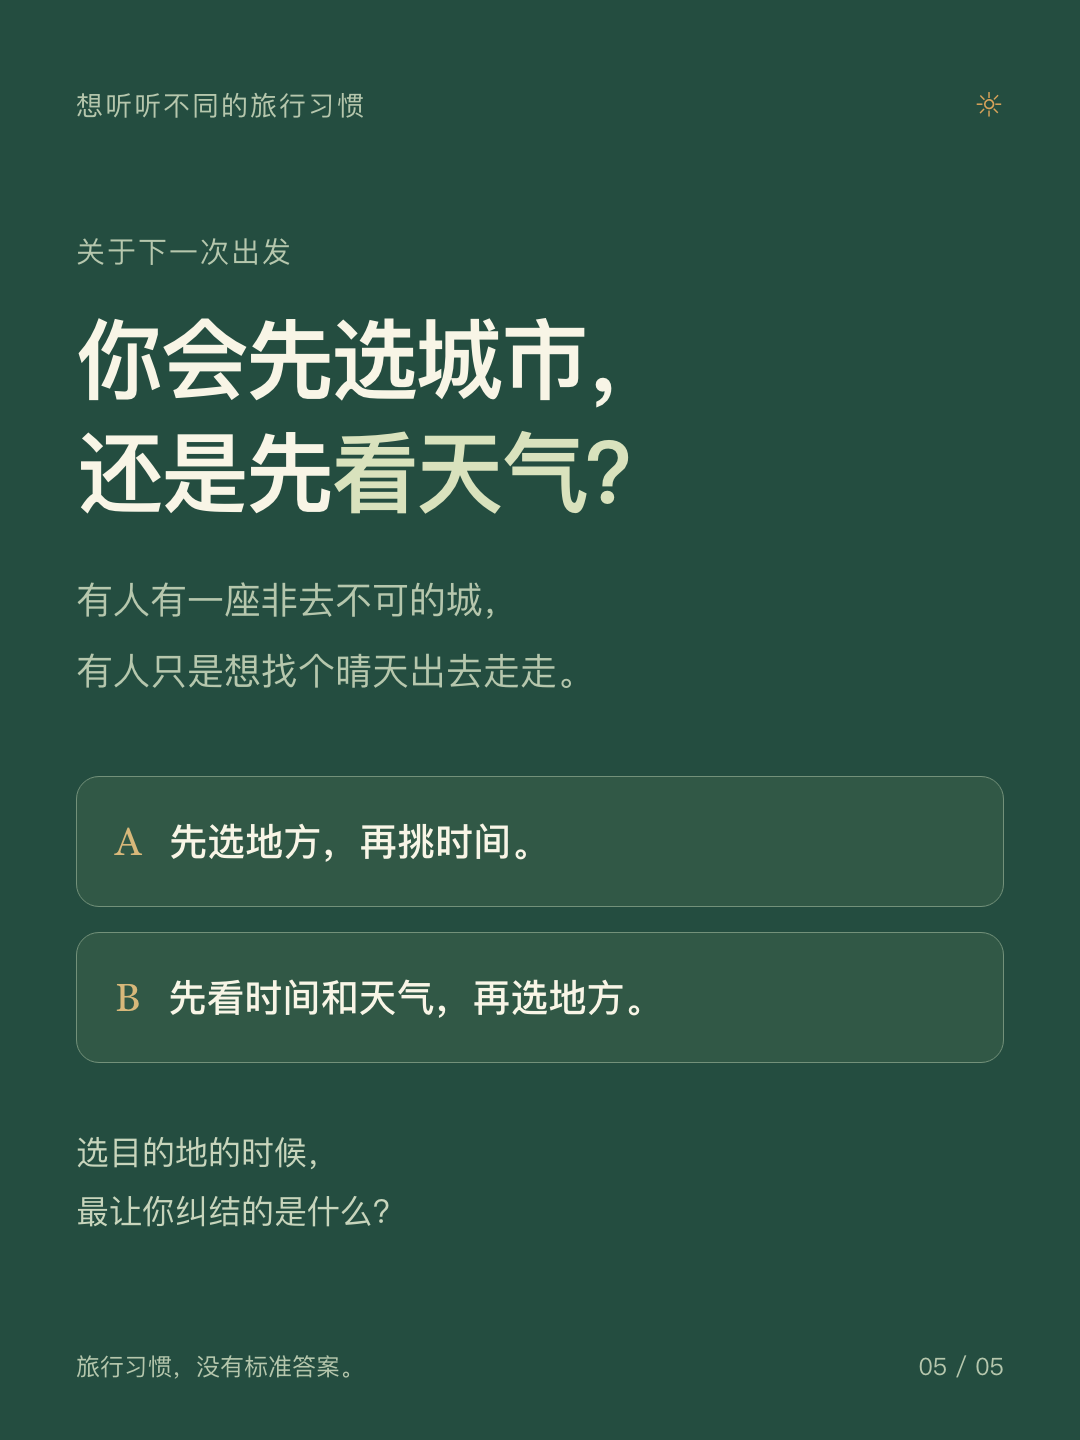 想听听不同的旅行习惯
关于下一次出发
你会先选城市，
还是先看天气？
有人有一座非去不可的城，
有人只是想找个晴天出去走走。
A 先选地方，再挑时间。
B 先看时间和天气，再选地方。
选目的地的时候，
最让你纠结的是什么？
旅行习惯，没有标准答案。
05 / 05